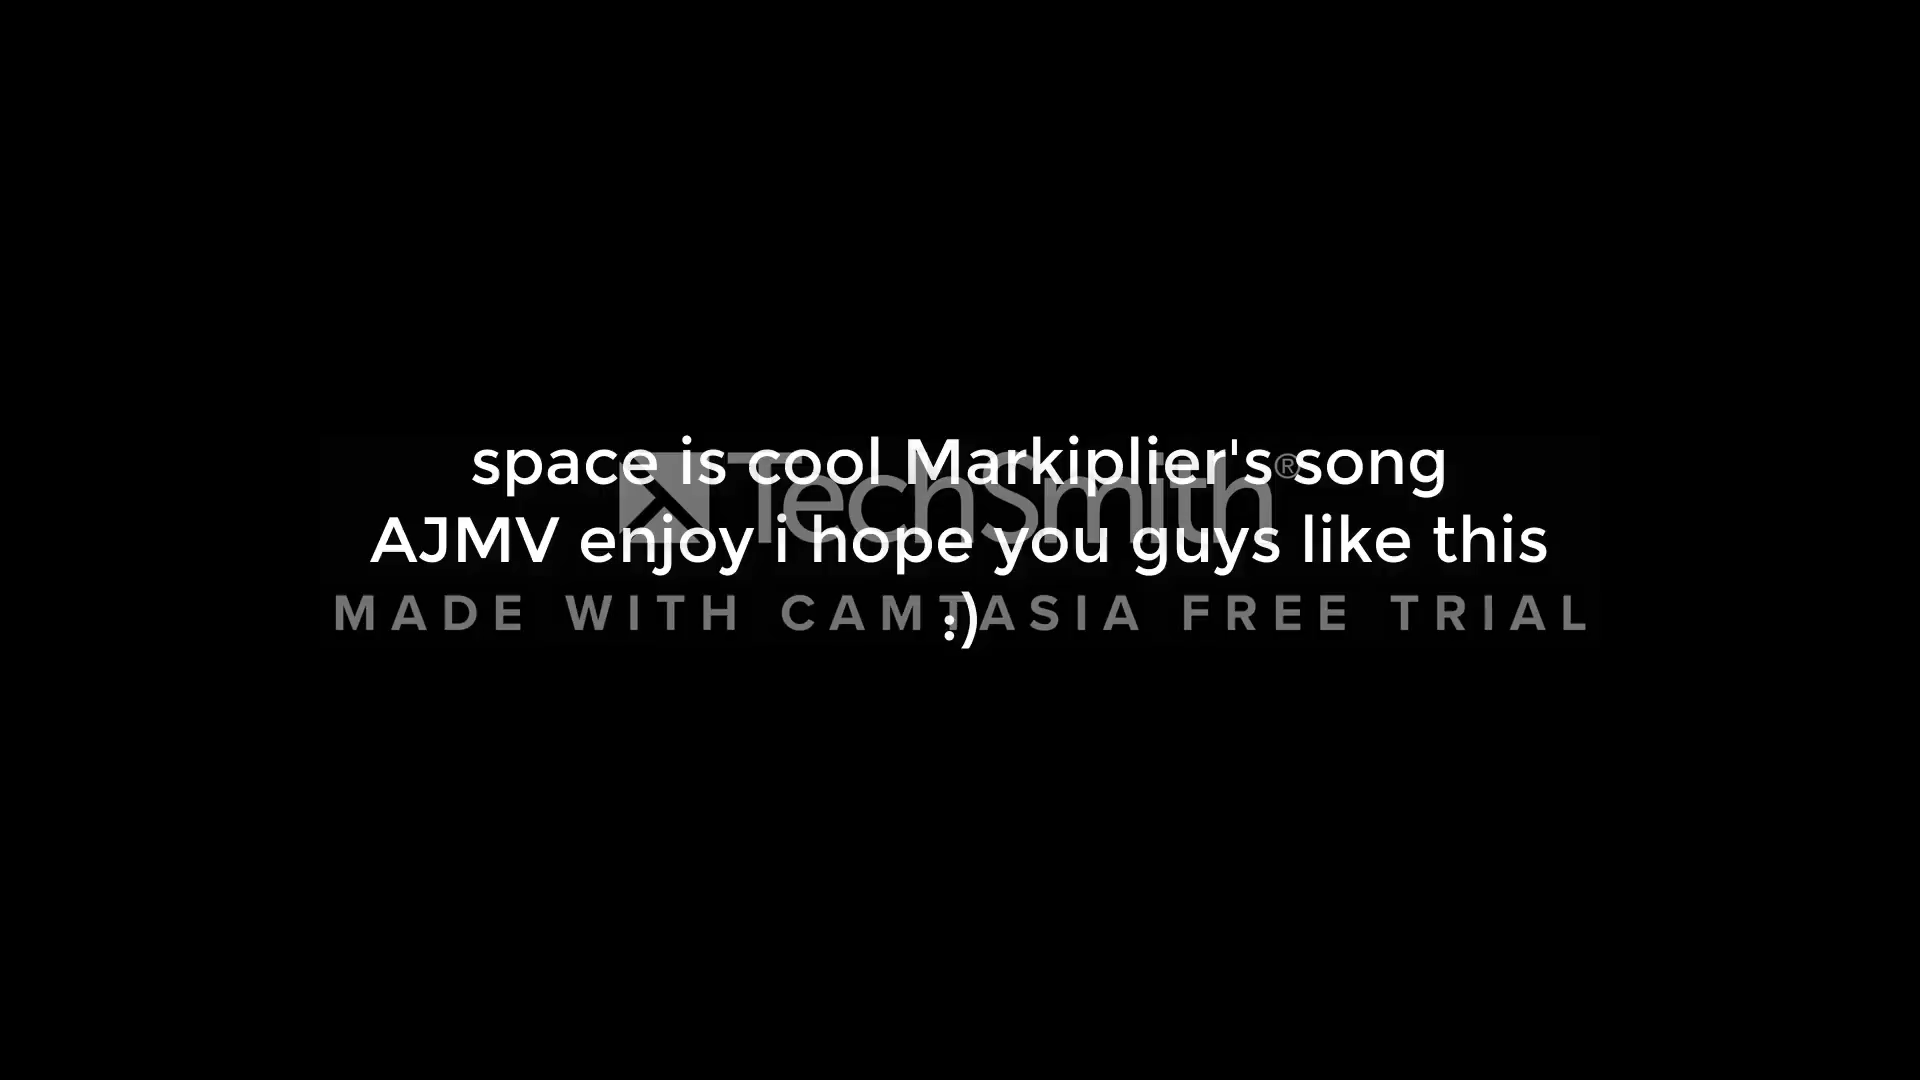 space is cool Markiplier's song
AJMV enjoy i hope you guys like this
:)
TechSmith®
MADE WITH CAMTASIA FREE TRIAL